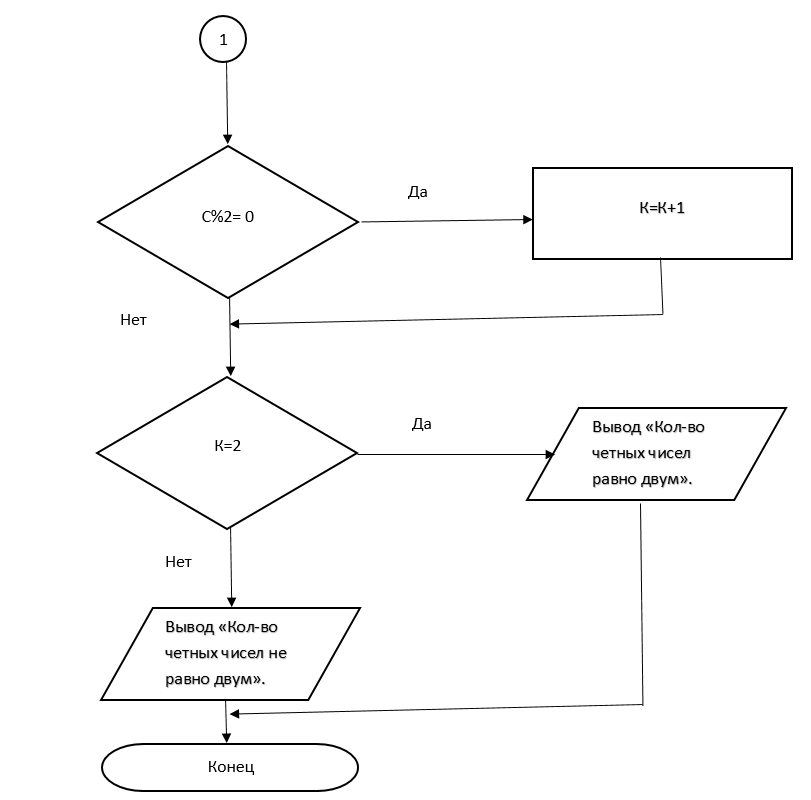 1
C%2= 0
Да
К=К+1
Нет
К=2
Да
Вывод «Кол-во
четных чисел
равно двум».
Нет
Вывод «Кол-во
четных чисел не
равно двум».
Конец